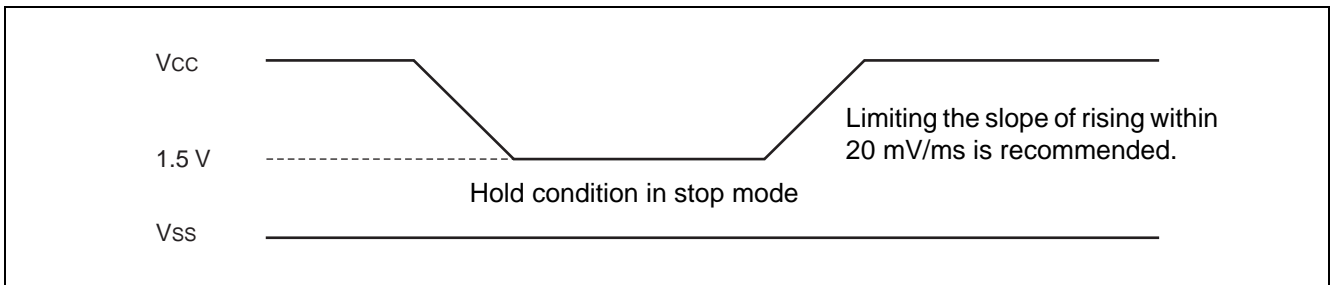 Vcc
Limiting the slope of rising within
20 mV/ms is recommended.
1.5 V
Hold condition in stop mode
Vss